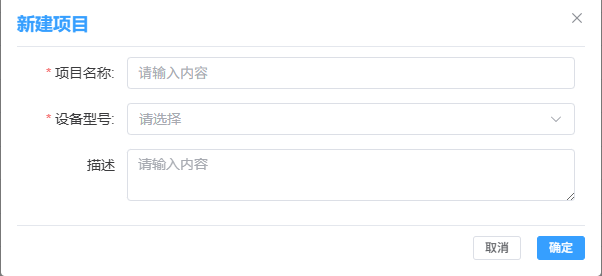 新建项目
* 项目名称: 请输入内容
* 设备型号: 请选择
描述 请输入内容
取消 确定